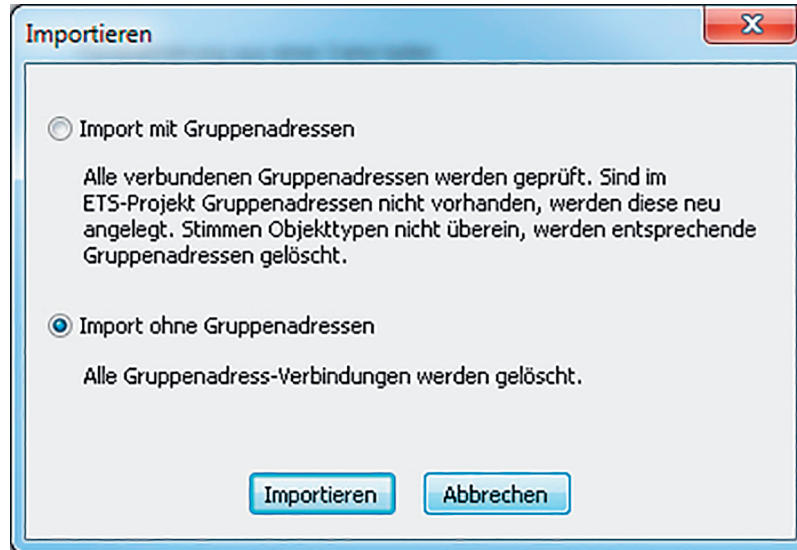 Importieren
Import mit Gruppenadressen
Alle verbundenen Gruppenadressen werden geprüft. Sind im
ETS-Projekt Gruppenadressen nicht vorhanden, werden diese neu
angelegt. Stimmen Objekttypen nicht überein, werden entsprechende
Gruppenadressen gelöscht.
Import ohne Gruppenadressen
Alle Gruppenadress-Verbindungen werden gelöscht.
Importieren
Abbrechen